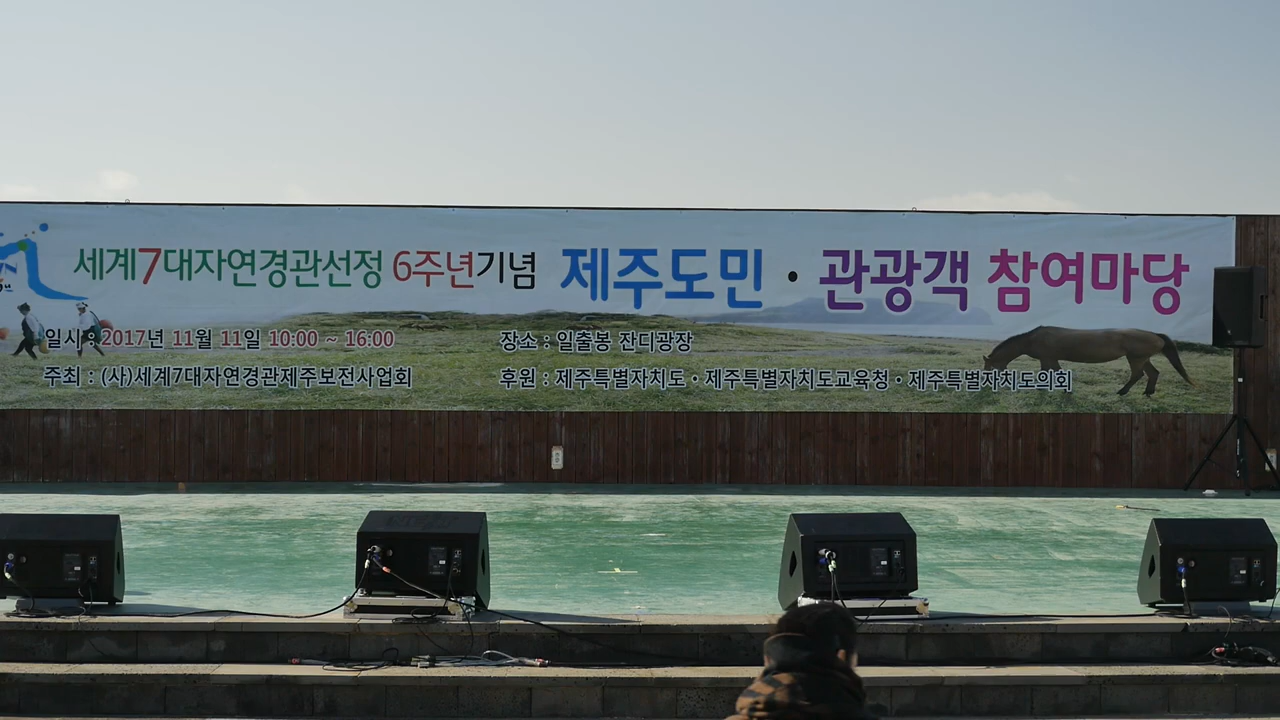 세계7대자연경관선정 6주년기념 제주도민 · 관광객 참여마당
일시 : 2017년 11월 11일 10:00 ~ 16:00
장소 : 일출봉 잔디광장
주최 : (사)세계7대자연경관제주보전사업회
후원 : 제주특별자치도 · 제주특별자치도교육청 · 제주특별자치도의회